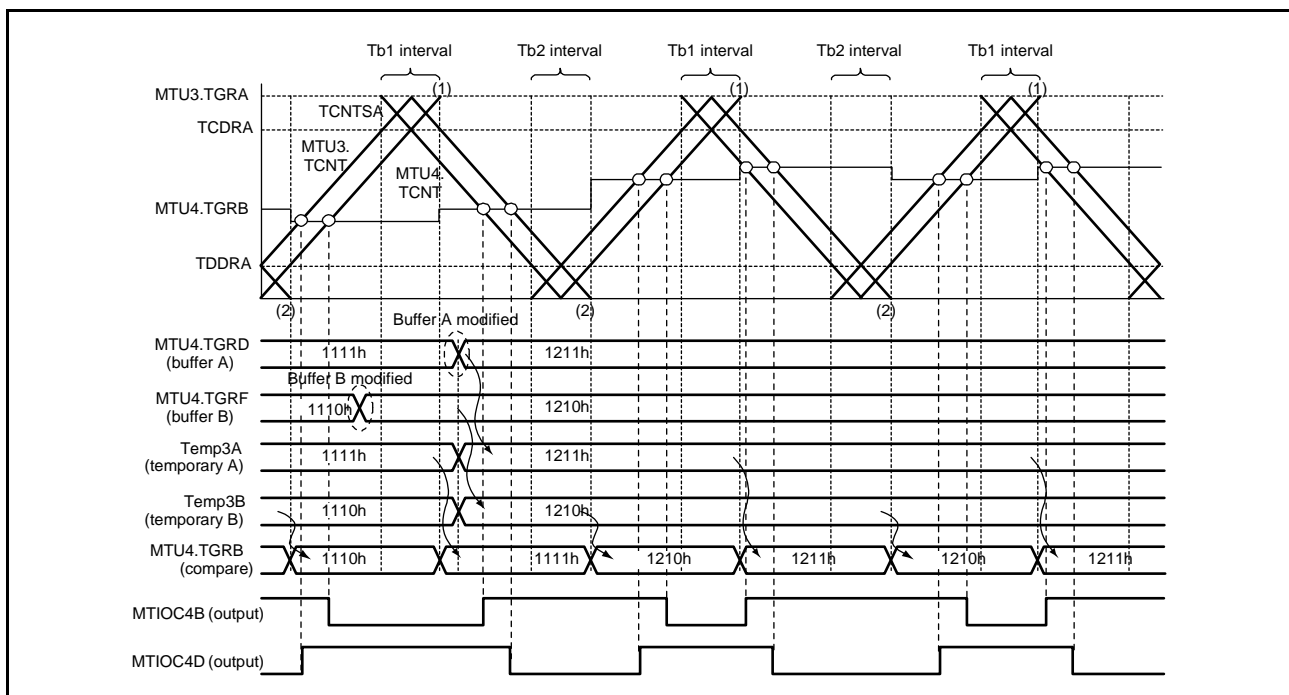 Tb1 interval
Tb2 interval
Tb1 interval
Tb2 interval
Tb1 interval
MTU3.TGRA
TCNTSA
(1)
(1)
(1)
TCDRA
MTU3.
TCNT
MTU4.
TCNT
MTU4.TGRB
TDDRA
(2)
(2)
(2)
Buffer A modified
MTU4.TGRD
(buffer A)
1111h
1211h
Buffer B modified
MTU4.TGRF
(buffer B)
1110h
1210h
Temp3A
(temporary A)
1111h
1211h
Temp3B
(temporary B)
1110h
1210h
MTU4.TGRB
(compare)
1110h
1111h
1210h
1211h
1210h
1211h
MTIOC4B (output)
MTIOC4D (output)